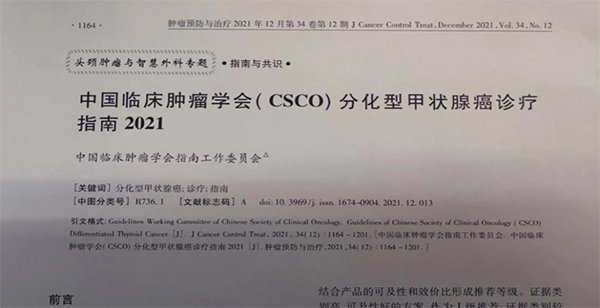 · 1164 ·
肿瘤预防与治疗 2021 年 12 月第 34 卷第 12 期 J Cancer Control Treat, December 2021, Vol. 34, No. 12
头颈肿瘤与智慧外科专题 · 指南与共识 ·
中国临床肿瘤学会( CSCO) 分化型甲状腺癌诊疗
指南 2021
中国临床肿瘤学会指南工作委员会△
[关键词] 分化型甲状腺癌; 诊疗; 指南
[中图分类号] R736.1 [文献标志码] A doi: 10. 3969 /j. issn. 1674-0904. 2021. 12. 013
引文格式: Guidelines Working Committee of Chinese Society of Clinical Oncology. Guidelines of Chinese Society of Clinical Oncology ( CSCO)
Differentiated Thyroid Cancer [J]. J Cancer Control Treat, 2021, 34( 12) : 1164 - 1201. [中国临床肿瘤学会指南工作委员会. 中国临床
肿瘤学会( CSCO) 分化型甲状腺癌诊疗指南 2021 [J]. 肿瘤预防与治疗, 2021, 34( 12) : 1164 - 1201. ]
前言
结合产品的可及性和效价比形成推荐等级。证据类